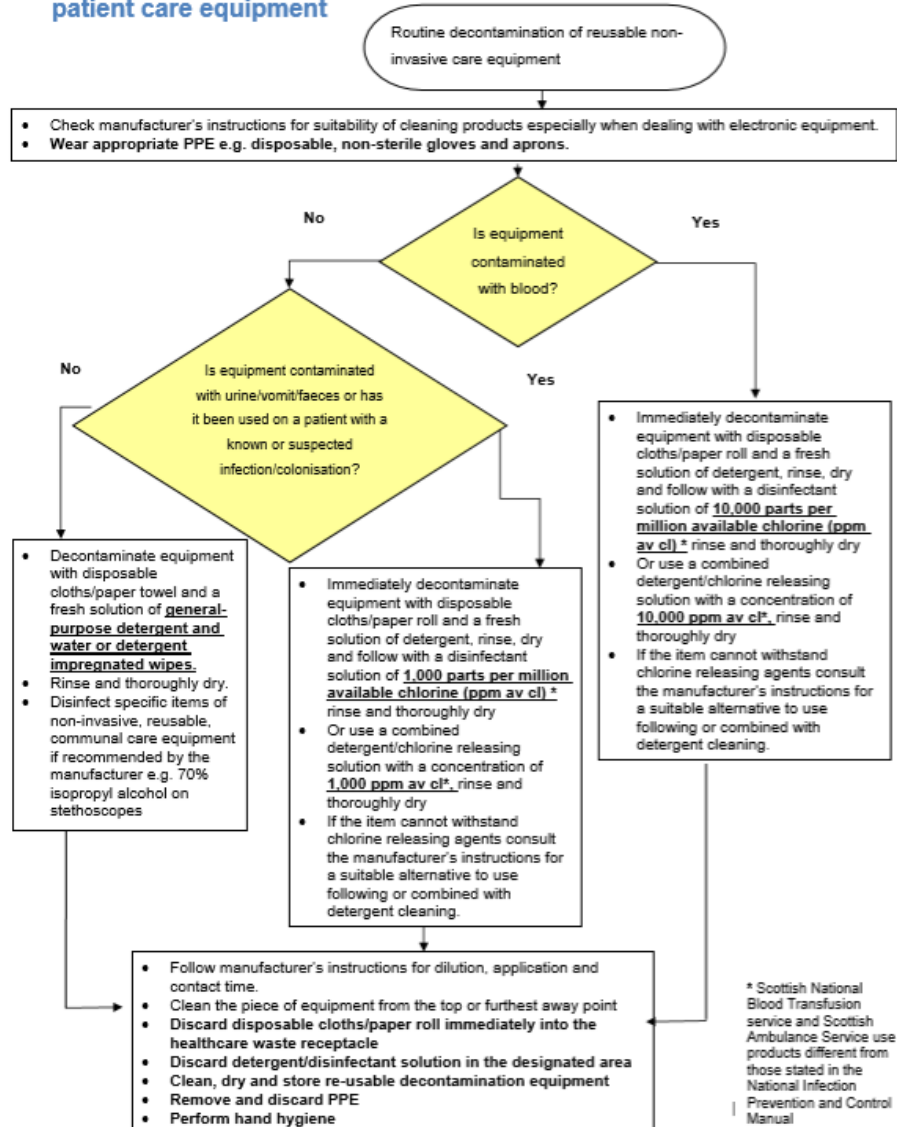 patient care equipment
Routine decontamination of reusable non-
invasive care equipment
• Check manufacturer's instructions for suitability of cleaning products especially when dealing with electronic equipment.
• Wear appropriate PPE e.g. disposable, non-sterile gloves and aprons.
No
Yes
Is equipment
contaminated
with blood?
No
Yes
Is equipment contaminated
with urine/vomit/faeces or has
it been used on a patient with a
known or suspected
infection/colonisation?
• Decontaminate equipment
with disposable
cloths/paper towel and a
fresh solution of general-
purpose detergent and
water or detergent
impregnated wipes.
• Rinse and thoroughly dry.
• Disinfect specific items of
non-invasive, reusable,
communal care equipment
if recommended by the
manufacturer e.g. 70%
isopropyl alcohol on
stethoscopes
• Immediately decontaminate
equipment with disposable
cloths/paper roll and a fresh
solution of detergent, rinse, dry
and follow with a disinfectant
solution of 1,000 parts per million
available chlorine (ppm av cl) *
rinse and thoroughly dry
• Or use a combined
detergent/chlorine releasing
solution with a concentration of
1,000 ppm av cl*, rinse and
thoroughly dry
• If the item cannot withstand
chlorine releasing agents consult
the manufacturer's instructions for
a suitable alternative to use
following or combined with
detergent cleaning.
• Immediately decontaminate
equipment with disposable
cloths/paper roll and a fresh
solution of detergent, rinse, dry
and follow with a disinfectant
solution of 10,000 parts per
million available chlorine (ppm
av cl) * rinse and thoroughly dry
• Or use a combined
detergent/chlorine releasing
solution with a concentration of
10,000 ppm av cl*, rinse and
thoroughly dry
• If the item cannot withstand
chlorine releasing agents consult
the manufacturer's instructions for
a suitable alternative to use
following or combined with
detergent cleaning.
• Follow manufacturer's instructions for dilution, application and
contact time.
• Clean the piece of equipment from the top or furthest away point
• Discard disposable cloths/paper roll immediately into the
healthcare waste receptacle
• Discard detergent/disinfectant solution in the designated area
• Clean, dry and store re-usable decontamination equipment
• Remove and discard PPE
• Perform hand hygiene
* Scottish National
Blood Transfusion
service and Scottish
Ambulance Service use
products different from
those stated in the
National Infection
Prevention and Control
Manual